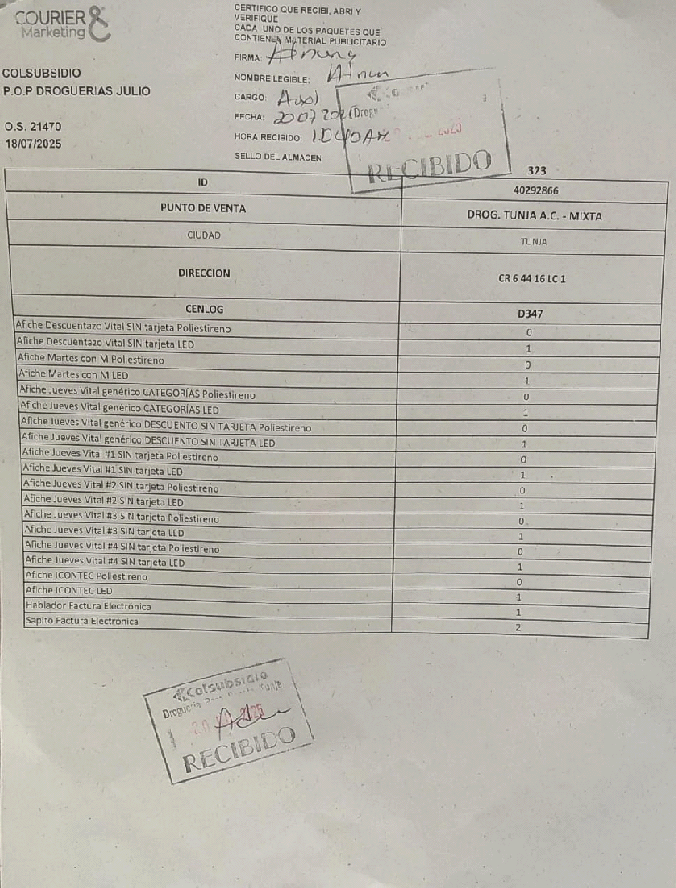 COURIER &
Marketing
COLSUBSIDIO
P.O.P DROGUERIAS JULIO
O.S. 21470
18/07/2025
CERTIFICO QUE RECIBI, ABRI Y
VERIFIQUE
CADA UNO DE LOS PAQUETES QUE
CONTIENEN MATERIAL PUBLICITARIO
FIRMA:
NOMBRE LEGIBLE:
CARGO:
FECHA:
HORA RECIBIDO
SELLO DEL ALMACEN
RECIBIDO
373
ID 40292866
PUNTO DE VENTA DROG. TUNJA A.C. - MIXTA
CIUDAD TUNJA
DIRECCION CR 6 44 16 LC 1
CENLOG D347
Afiche Descuentazo Vital SIN tarjeta Poliestireno 0
Afiche Descuentazo Vital SIN tarjeta LED 1
Afiche Martes con M Poliestireno 0
Afiche Martes con M LED 1
Afiche Jueves Vital genérico CATEGORÍAS Poliestireno 0
Afiche Jueves Vital genérico CATEGORÍAS LED
Afiche Jueves Vital genérico DESCUENTO SIN TARJETA Poliestireno 0
Afiche Jueves Vital genérico DESCUENTO SIN TARJETA LED 1
Afiche Jueves Vital #1 SIN tarjeta Poliestireno 0
Afiche Jueves Vital #1 SIN tarjeta LED 1
Afiche Jueves Vital #2 SIN tarjeta Poliestireno 0
Afiche Jueves Vital #2 SIN tarjeta LED 1
Afiche Jueves Vital #3 SIN tarjeta Poliestireno 0
Afiche Jueves Vital #3 SIN tarjeta LED 1
Afiche Jueves Vital #4 SIN tarjeta Poliestireno 0
Afiche Jueves Vital #4 SIN tarjeta LED 1
Afiche ICONTEC Poliestireno 0
Afiche ICONTEC LED 1
Hablador Factura Electrónica 1
Sapito Factura Electronica 2
Colsubsidio
RECIBIDO